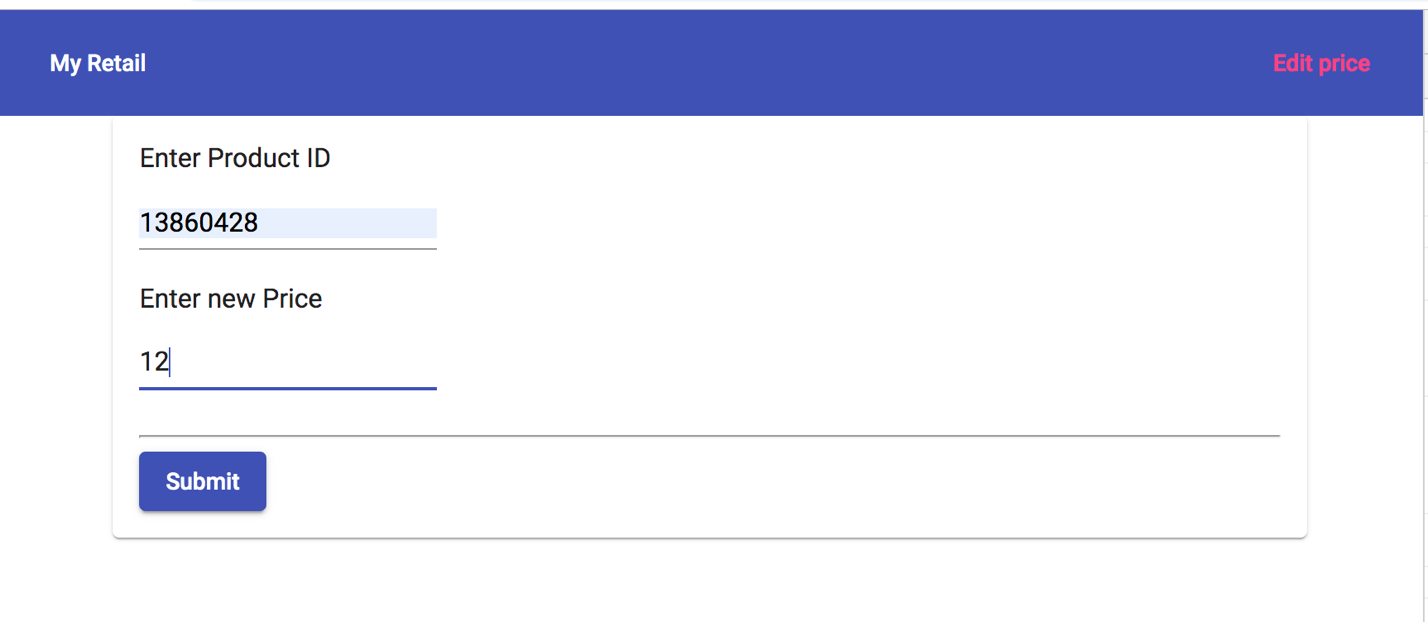 My Retail
Edit price
Enter Product ID
13860428
Enter new Price
12
Submit